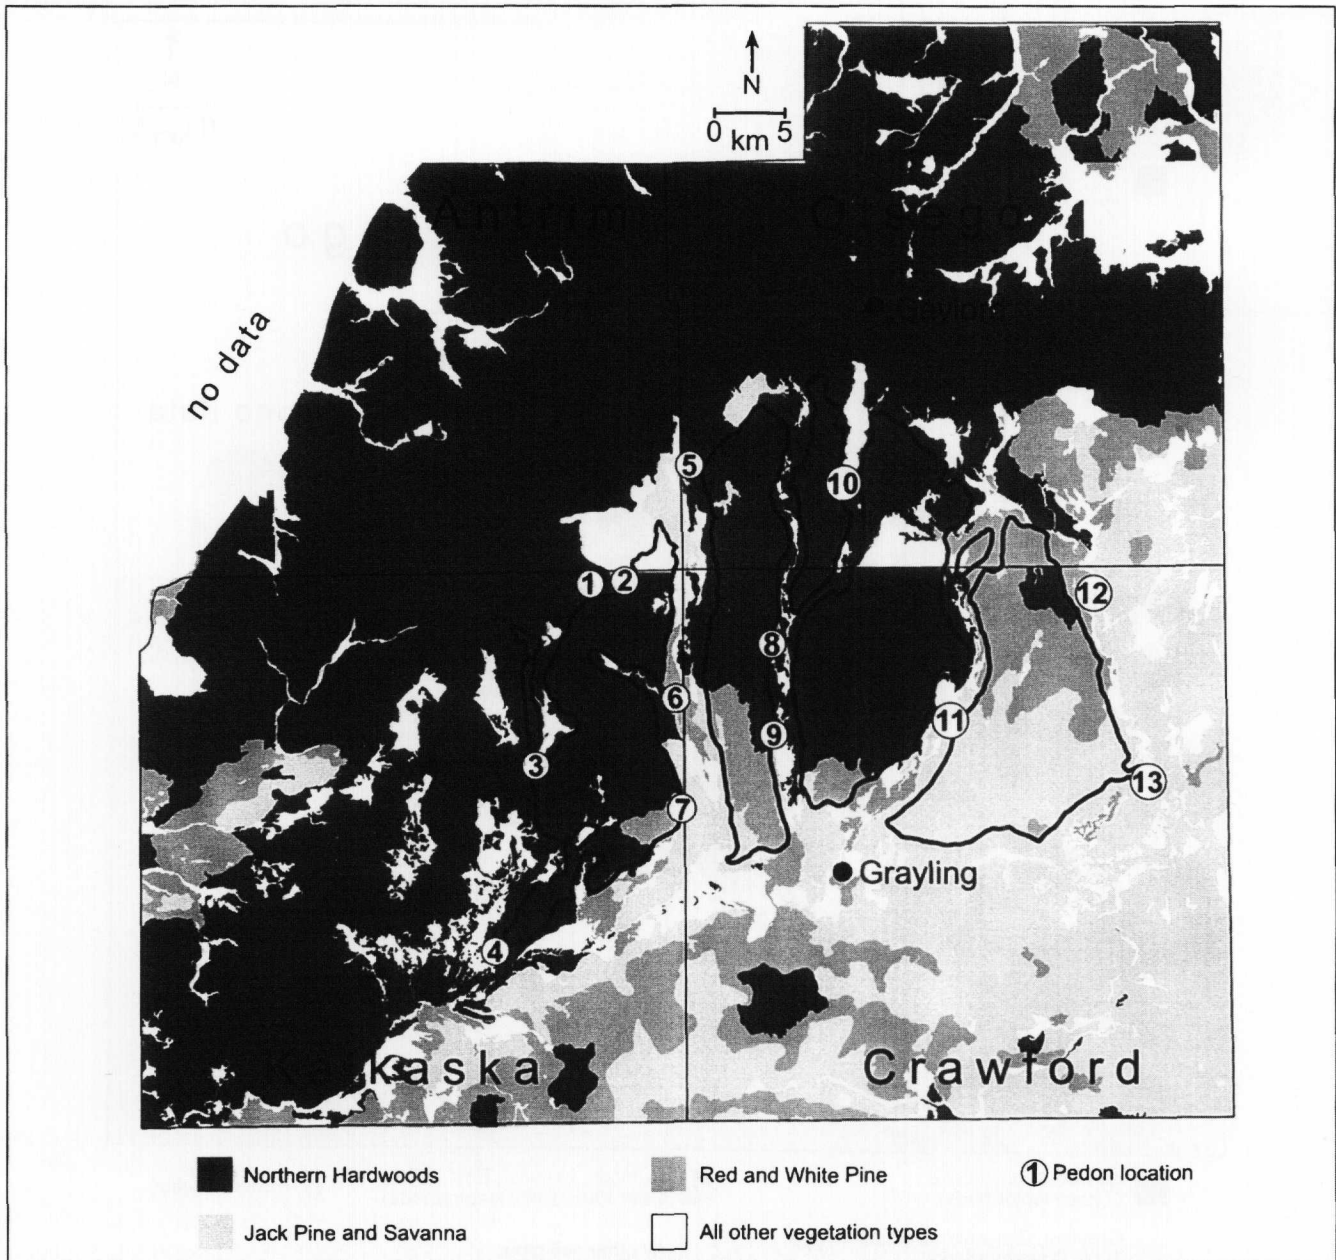 N
0 km 5
Antrim
Otsego
Gaylord
no data
5
10
1
2
12
8
6
11
9
3
13
7
Grayling
4
kaska
Crawford
Northern Hardwoods
Red and White Pine
1 Pedon location
Jack Pine and Savanna
All other vegetation types